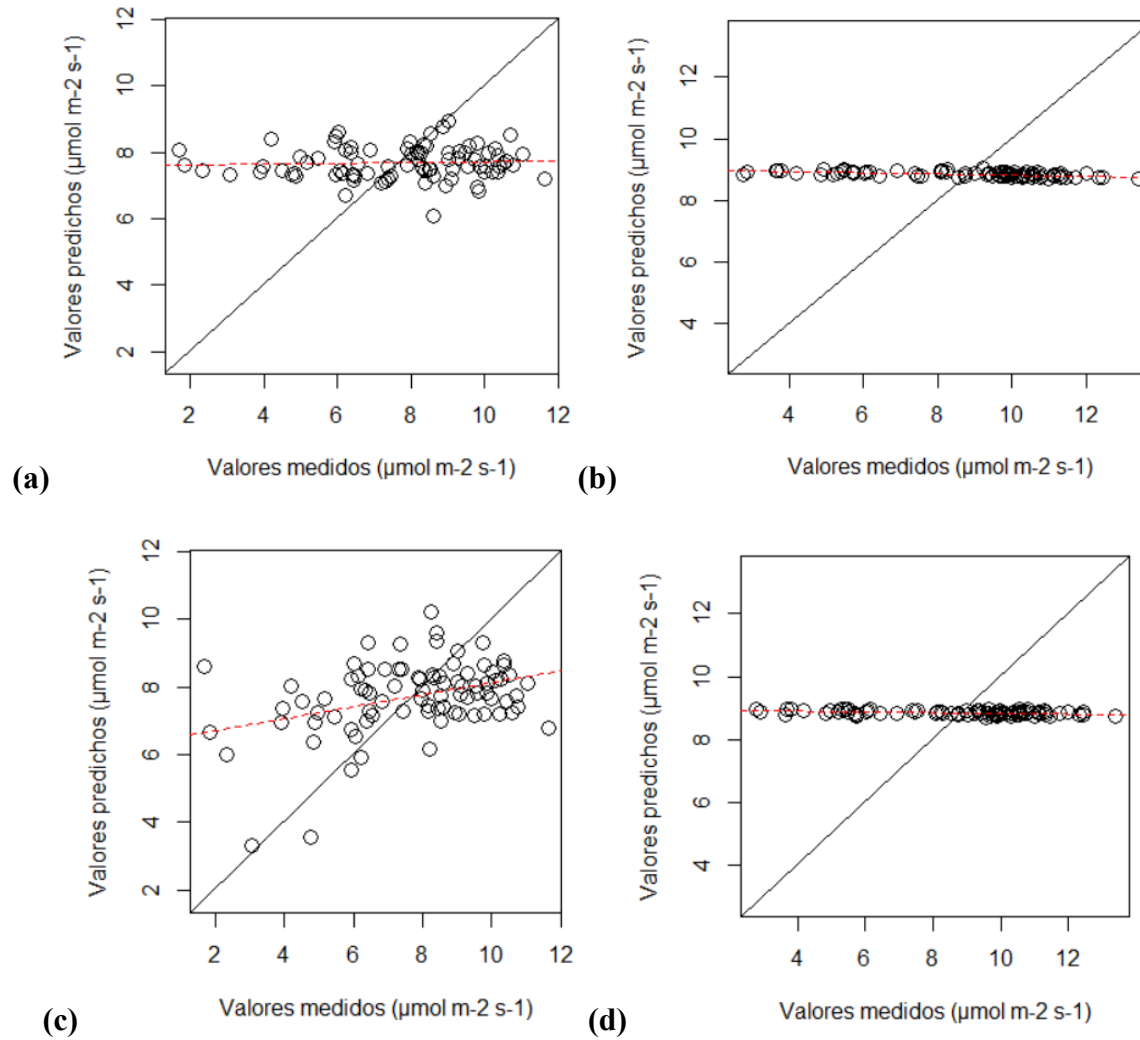 Valores predichos (µmol m-2 s-1)
12
10
8
6
4
2
2 4 6 8 10 12
Valores medidos (µmol m-2 s-1)
(a)
Valores predichos (µmol m-2 s-1)
12
10
8
6
4
4 6 8 10 12
Valores medidos (µmol m-2 s-1)
(b)
Valores predichos (µmol m-2 s-1)
12
10
8
6
4
2
2 4 6 8 10 12
Valores medidos (µmol m-2 s-1)
(c)
Valores predichos (µmol m-2 s-1)
12
10
8
6
4
4 6 8 10 12
Valores medidos (µmol m-2 s-1)
(d)